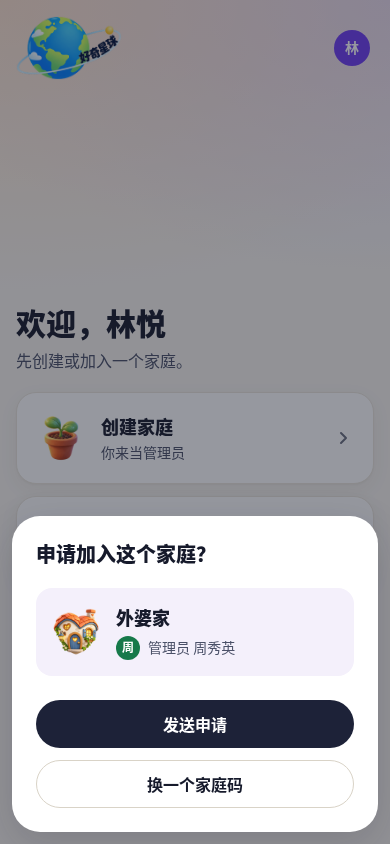 好奇星球
林
欢迎，林悦
先创建或加入一个家庭。
创建家庭
你来当管理员
申请加入这个家庭？
外婆家
周
管理员 周秀英
发送申请
换一个家庭码